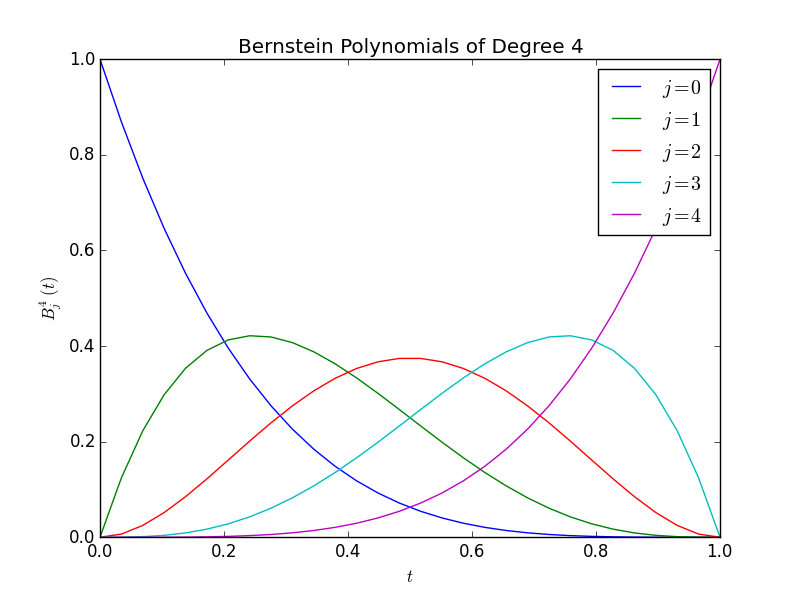 Bernstein Polynomials of Degree 4
1.0
0.8
0.6
0.4
0.2
0.0
B_j^4(t)
j=0
j=1
j=2
j=3
j=4
0.0 0.2 0.4 0.6 0.8 1.0
t